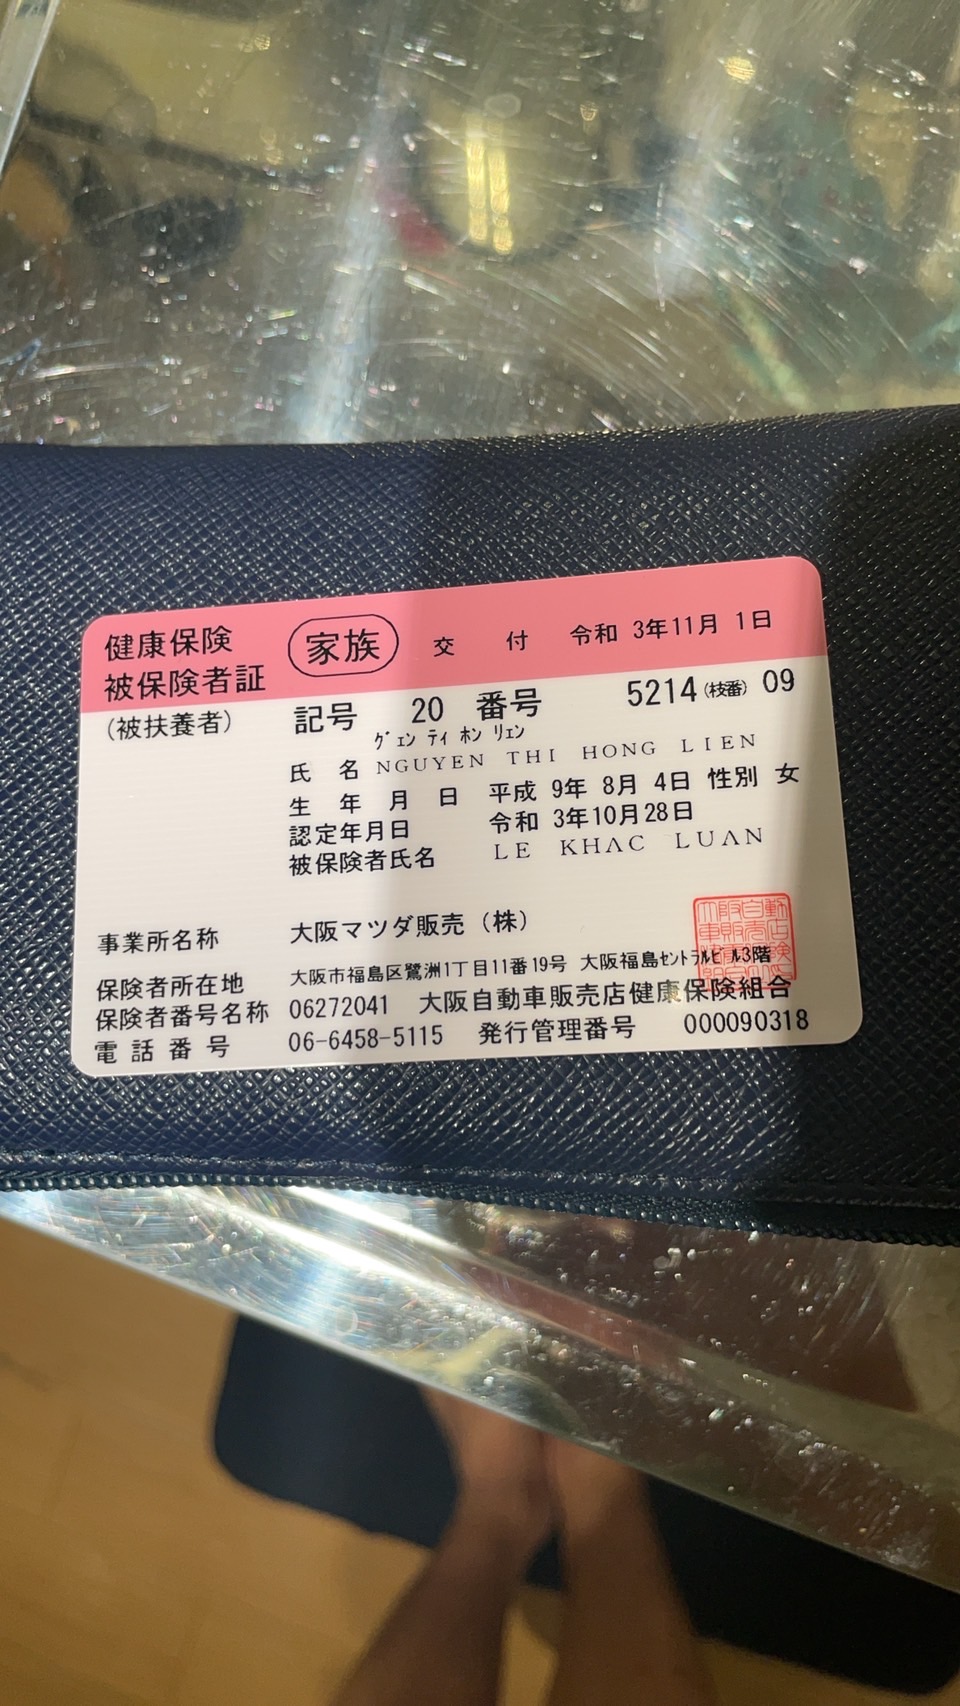 健康保険 家族 交付 令和 3年11月 1日
被保険者証
(被扶養者) 記号 20 番号 5214 (枝番) 09
グエン ティ ホン リエン
氏名 NGUYEN THI HONG LIEN
生年月日 平成 9年 8月 4日 性別 女
認定年月日 令和 3年10月28日
被保険者氏名 LE KHAC LUAN
事業所名称 大阪マツダ販売(株)
保険者所在地 大阪市福島区鷺洲1丁目11番19号 大阪福島セントラルビル3階
保険者番号名称 06272041 大阪自動車販売店健康保険組合
電話番号 06-6458-5115 発行管理番号 000090318